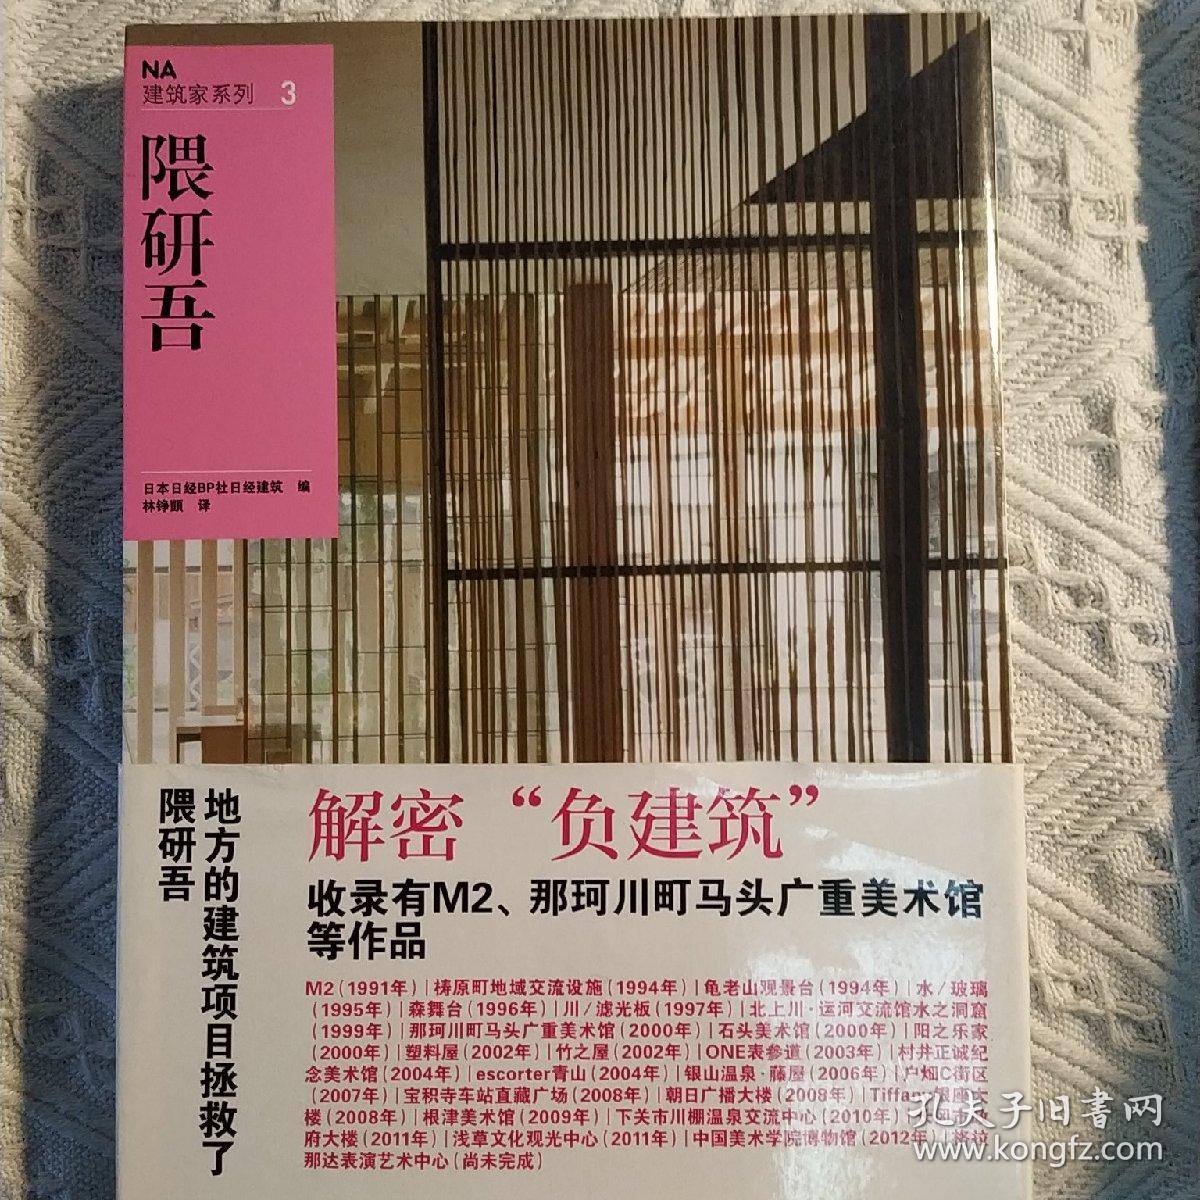 NA
建筑家系列 3
隈研吾
日本日经BP社日经建筑 编
林铮顗 译
地方的建筑项目拯救了
隈研吾
解密“负建筑”
收录有M2、那珂川町马头广重美术馆
等作品
M2(1991年)|梼原町地域交流设施(1994年)|龟老山观景台(1994年)|水/玻璃
(1995年)|森舞台(1996年)|川/滤光板(1997年)|北上川·运河交流馆水之洞窟
(1999年)|那珂川町马头广重美术馆(2000年)|石头美术馆(2000年)|阳之乐家
(2000年)|塑料屋(2002年)|竹之屋(2002年)|ONE表参道(2003年)|村井正诚纪
念美术馆(2004年)|escorter青山(2004年)|银山温泉·藤屋(2006年)|户畑C街区
(2007年)|宝积寺车站直藏广场(2008年)|朝日广播大楼(2008年)|Tiffany银座大
楼(2008年)|根津美术馆(2009年)|下关市川棚温泉交流中心(2010年)
府大楼(2011年)|浅草文化观光中心(2011年)|中国美术学院博物馆(2012年)|格拉
那达表演艺术中心(尚未完成)
孔夫子旧書网
www.kongfz.com